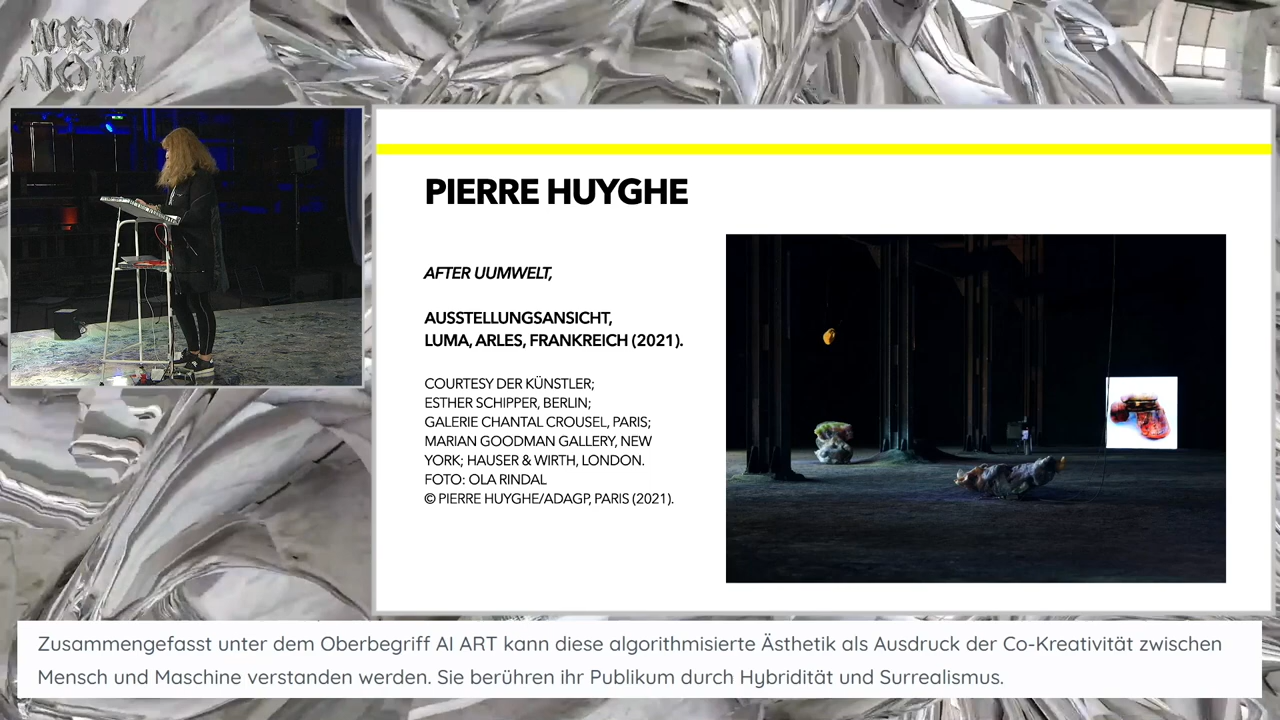 NEW
NOW
PIERRE HUYGHE
AFTER UUMWELT,
AUSSTELLUNGSANSICHT,
LUMA, ARLES, FRANKREICH (2021).
COURTESY DER KÜNSTLER;
ESTHER SCHIPPER, BERLIN;
GALERIE CHANTAL CROUSEL, PARIS;
MARIAN GOODMAN GALLERY, NEW
YORK; HAUSER & WIRTH, LONDON.
FOTO: OLA RINDAL
© PIERRE HUYGHE/ADAGP, PARIS (2021).
Zusammengefasst unter dem Oberbegriff AI ART kann diese algorithmisierte Ästhetik als Ausdruck der Co-Kreativität zwischen
Mensch und Maschine verstanden werden. Sie berühren ihr Publikum durch Hybridität und Surrealismus.